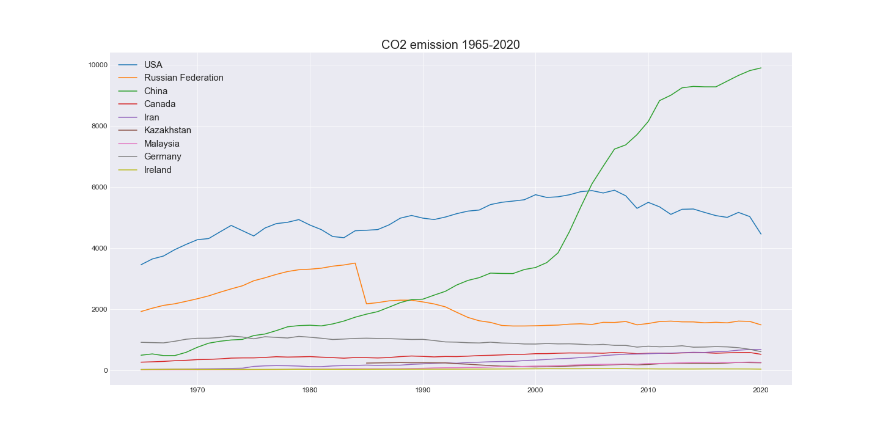 CO2 emission 1965-2020
10000
8000
6000
4000
2000
0
USA
Russian Federation
China
Canada
Iran
Kazakhstan
Malaysia
Germany
Ireland
1970
1980
1990
2000
2010
2020